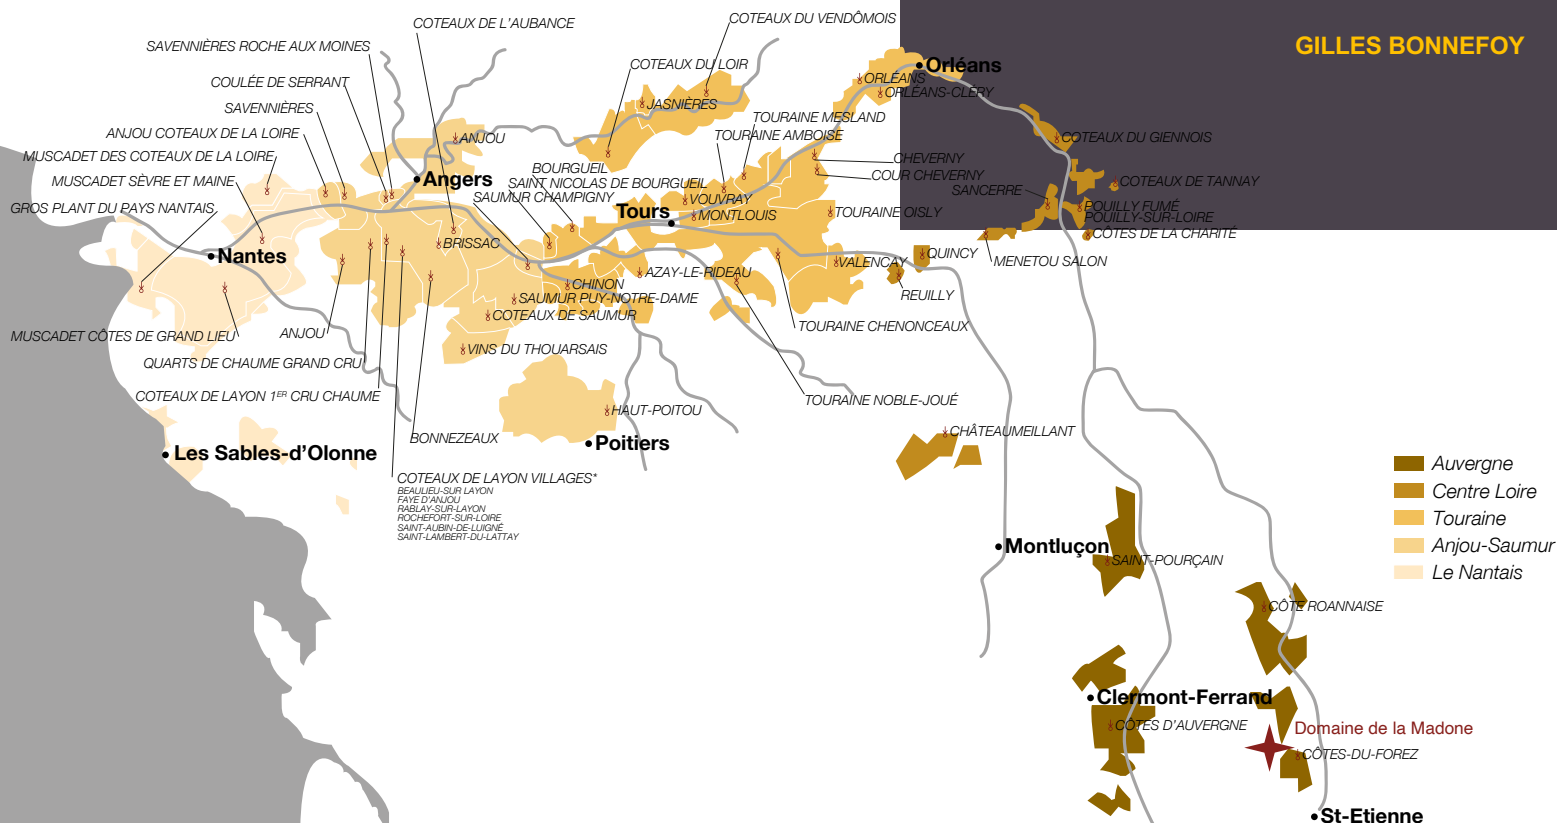 COTEAUX DE L'AUBANCE
COTEAUX DU VENDÔMOIS
GILLES BONNEFOY
SAVENNIÈRES ROCHE AUX MOINES
COTEAUX DU LOIR
Orléans
COULÉE DE SERRANT
ORLÉANS
ORLÉANS-CLÉRY
SAVENNIÈRES
JASNIÈRES
TOURAINE MESLAND
ANJOU COTEAUX DE LA LOIRE
ANJOU
TOURAINE AMBOISE
COTEAUX DU GIENNOIS
MUSCADET DES COTEAUX DE LA LOIRE
BOURGUEIL
CHEVERNY
MUSCADET SÈVRE ET MAINE
Angers
SAINT NICOLAS DE BOURGUEIL
COUR CHEVERNY
COTEAUX DE TANNAY
SAUMUR CHAMPIGNY
VOUVRAY
SANCERRE
GROS PLANT DU PAYS NANTAIS
Tours
MONTLOUIS
TOURAINE OISLY
POUILLY FUMÉ
POUILLY-SUR-LOIRE
CÔTES DE LA CHARITÉ
BRISSAC
Nantes
QUINCY
VALENÇAY
MENETOU SALON
AZAY-LE-RIDEAU
CHINON
REUILLY
SAUMUR PUY-NOTRE-DAME
COTEAUX DE SAUMUR
TOURAINE CHENONCEAUX
MUSCADET CÔTES DE GRAND LIEU
ANJOU
VINS DU THOUARSAIS
QUARTS DE CHAUME GRAND CRU
COTEAUX DE LAYON 1ER CRU CHAUME
TOURAINE NOBLE-JOUÉ
HAUT-POITOU
BONNEZEAUX
Poitiers
CHÂTEAUMEILLANT
Les Sables-d'Olonne
COTEAUX DE LAYON VILLAGES*
BEAULIEU-SUR LAYON
FAYE D'ANJOU
RABLAY-SUR-LAYON
ROCHEFORT-SUR-LOIRE
SAINT-AUBIN-DE-LUIGNÉ
SAINT-LAMBERT-DU-LATTAY
Auvergne
Centre Loire
Touraine
Anjou-Saumur
Le Nantais
Montluçon
SAINT-POURÇAIN
CÔTE ROANNAISE
Clermont-Ferrand
CÔTES D'AUVERGNE
Domaine de la Madone
CÔTES-DU-FOREZ
St-Etienne